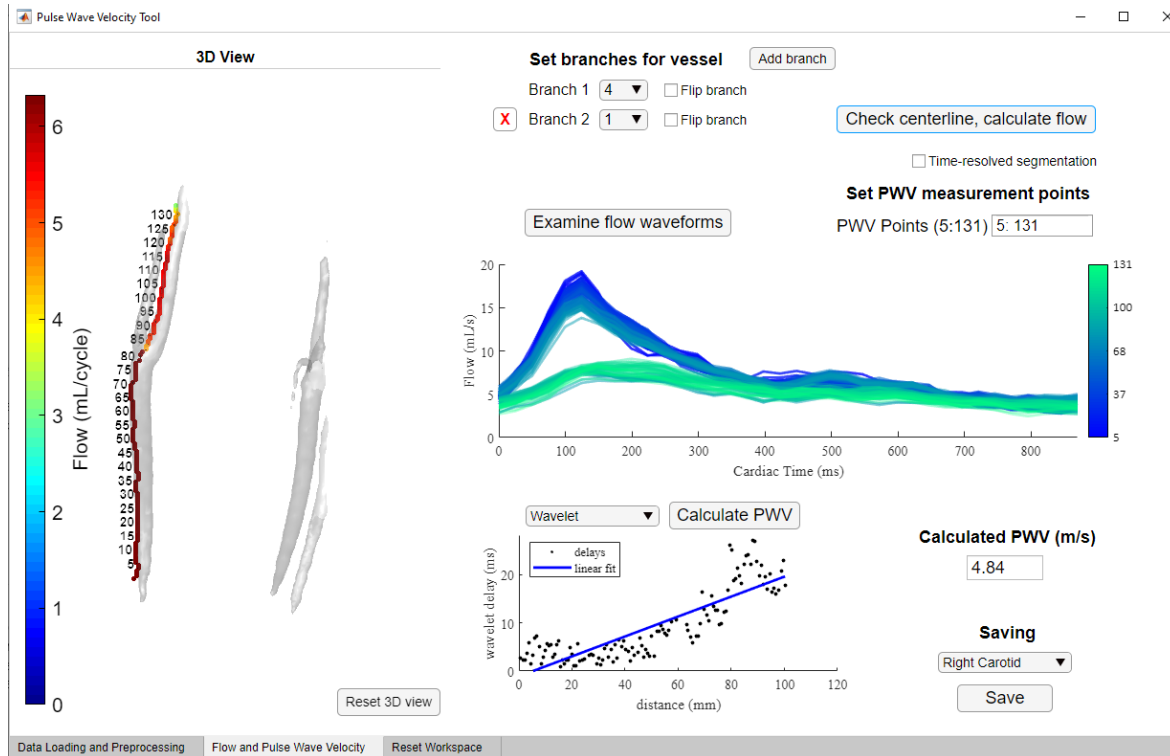 Pulse Wave Velocity Tool
3D View
6
5
4
3
2
1
0
Flow (mL/cycle)
130
125
120
115
110
105
100
95
90
85
80
75
70
65
60
55
50
45
40
35
30
25
20
15
10
5
Reset 3D view
Set branches for vessel
Add branch
Branch 1 4 Flip branch
X Branch 2 1 Flip branch
Check centerline, calculate flow
Time-resolved segmentation
Set PWV measurement points
PWV Points (5:131) 5: 131
Examine flow waveforms
20
15
10
5
0
Flow (mL/s)
0 100 200 300 400 500 600 700 800
Cardiac Time (ms)
131
100
68
37
5
Wavelet
Calculate PWV
delays
linear fit
20
10
0
wavelet delay (ms)
0 20 40 60 80 100 120
distance (mm)
Calculated PWV (m/s)
4.84
Saving
Right Carotid
Save
Data Loading and Preprocessing Flow and Pulse Wave Velocity Reset Workspace